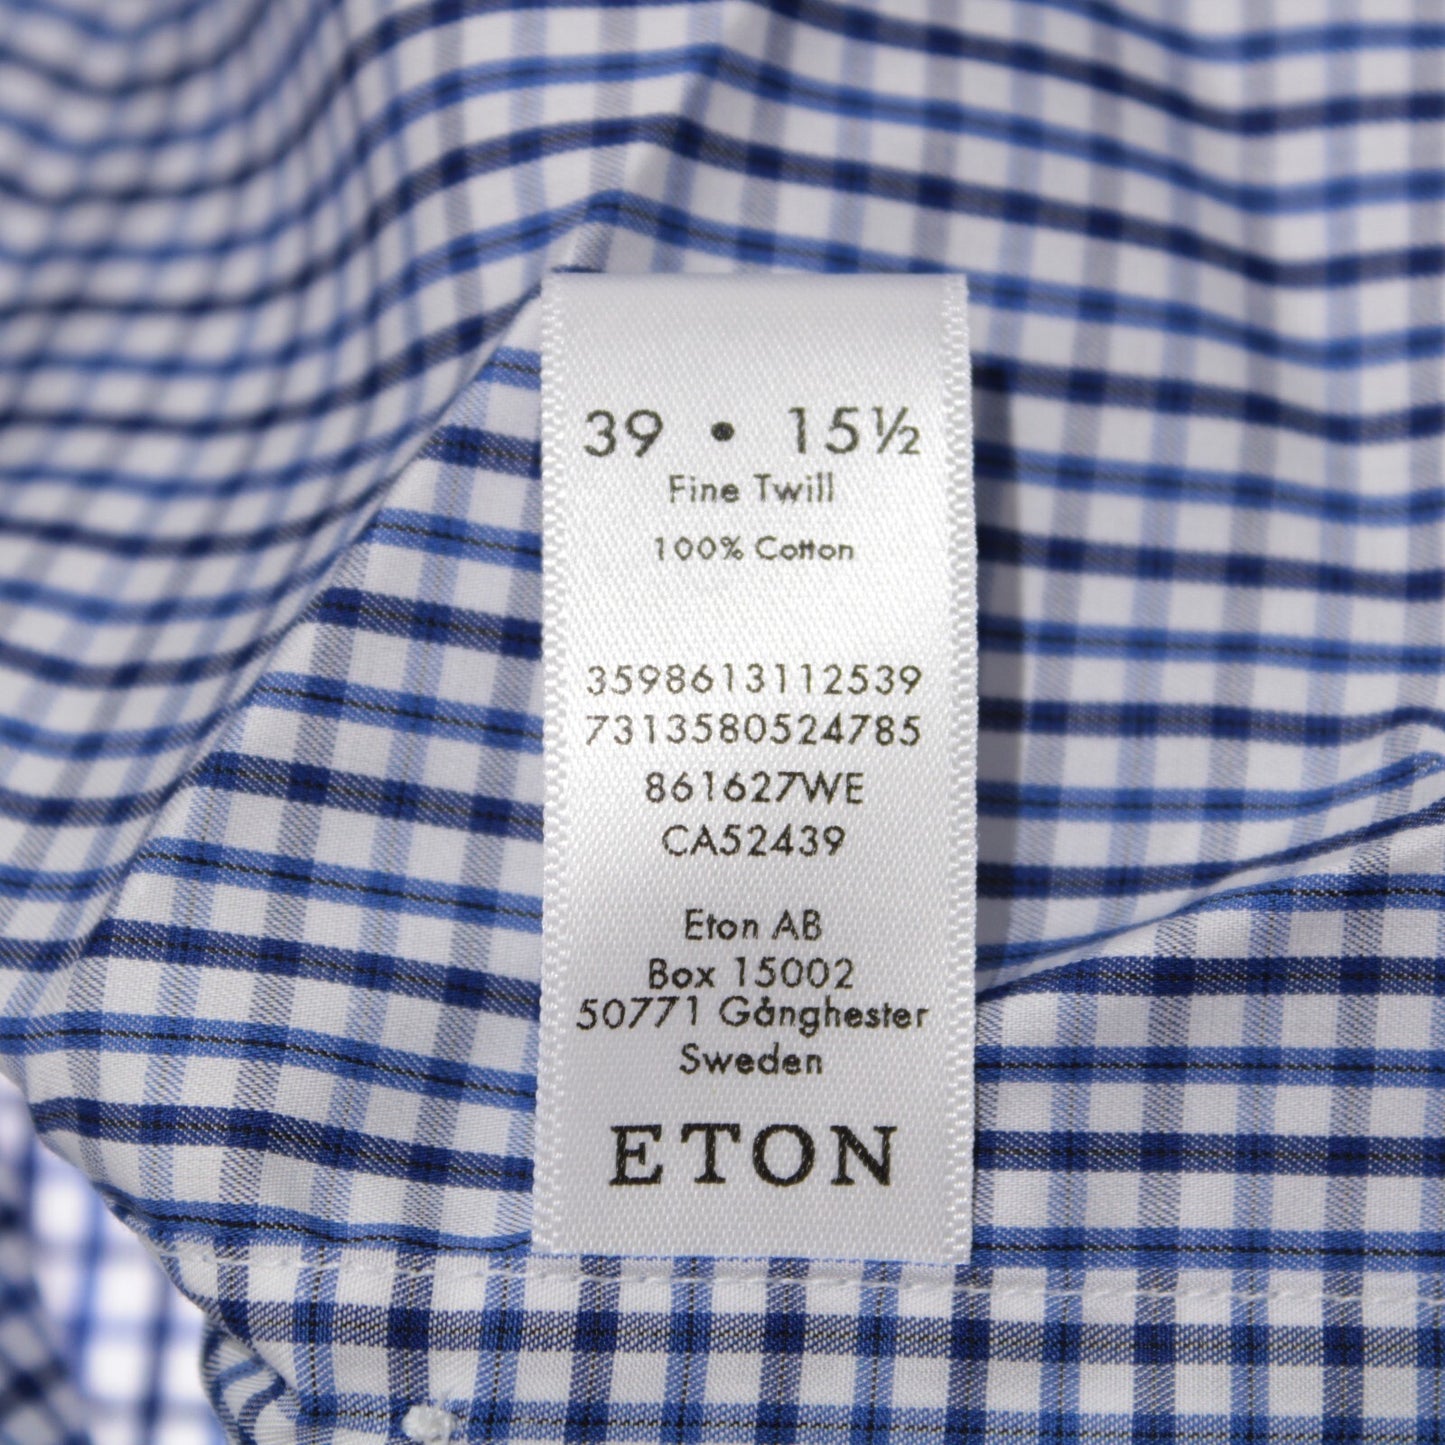 39 • 15½
Fine Twill
100% Cotton
3598613112539
7313580524785
861627WE
CA52439
Eton AB
Box 15002
50771 Gånghester
Sweden
ETON